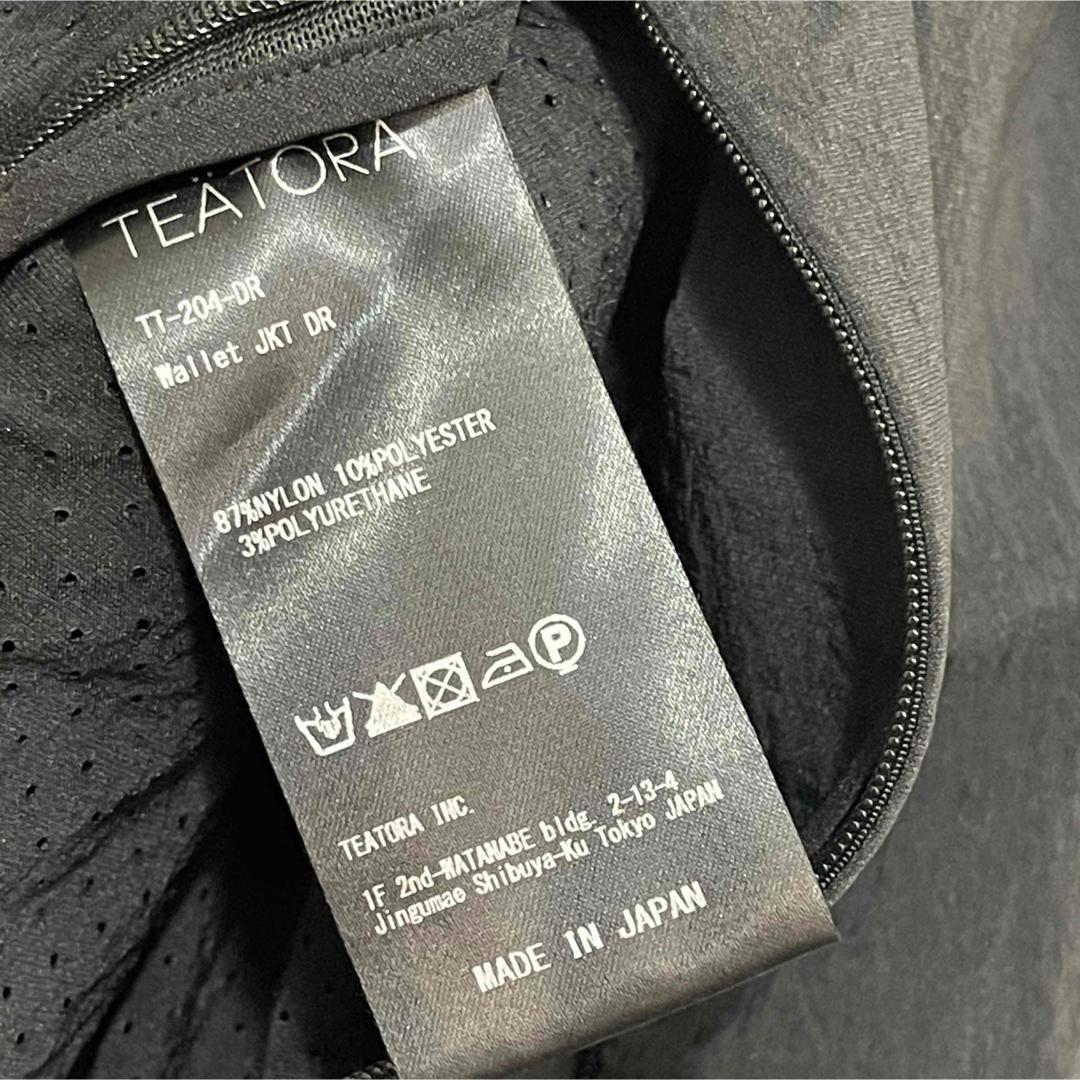 TEÄTORA
TT-204-DR
Wallet JKT DR
87%NYLON 10%POLYESTER
3%POLYURETHANE
P
TEATORA INC.
1F 2nd-WATANABE bldg. 2-13-4
Jingumae Shibuya-Ku Tokyo JAPAN
MADE IN JAPAN